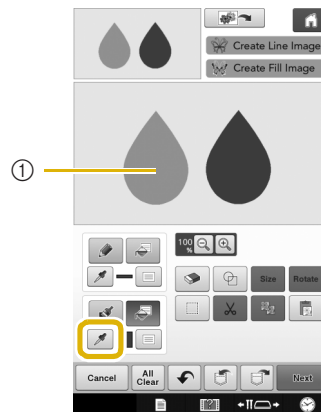 Create Line Image
Create Fill Image
①
100 %
Size
Rotate
Cancel
All Clear
Next